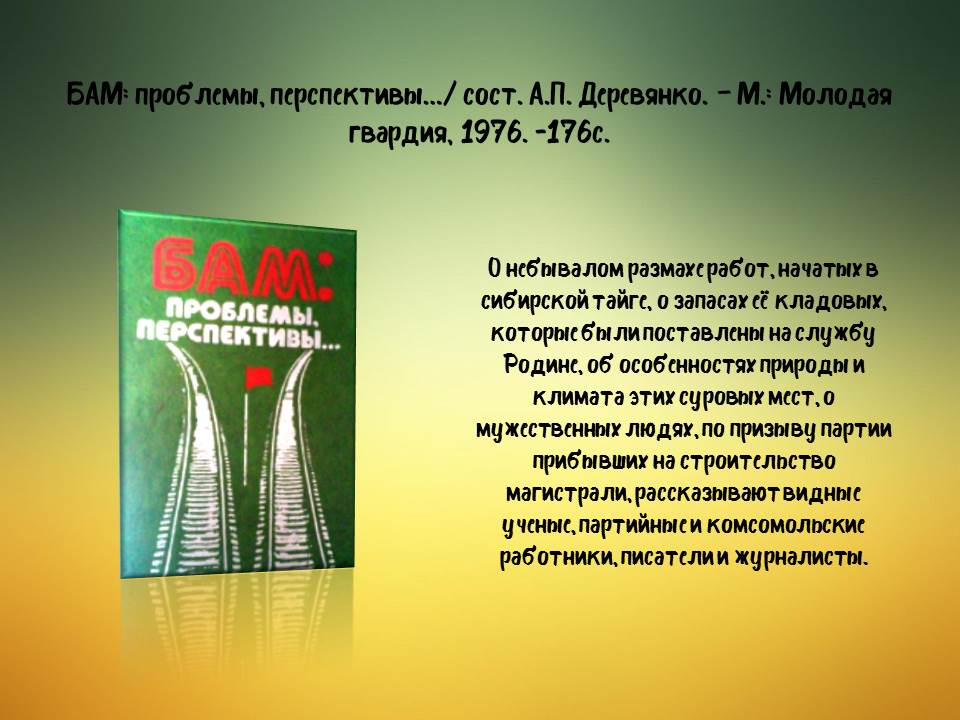 БАМ: проблемы, перспективы.../ сост. А.П. Деревянко. – М.: Молодая
гвардия, 1976. -176с.
БАМ:
ПРОБЛЕМЫ,
ПЕРСПЕКТИВЫ...
О небывалом размахе работ, начатых в
сибирской тайге, о запасах её кладовых,
которые были поставлены на службу
Родине, об особенностях природы и
климата этих суровых мест, о
мужественных людях, по призыву партии
прибывших на строительство
магистрали, рассказывают видные
ученые, партийные и комсомольские
работники, писатели и журналисты.